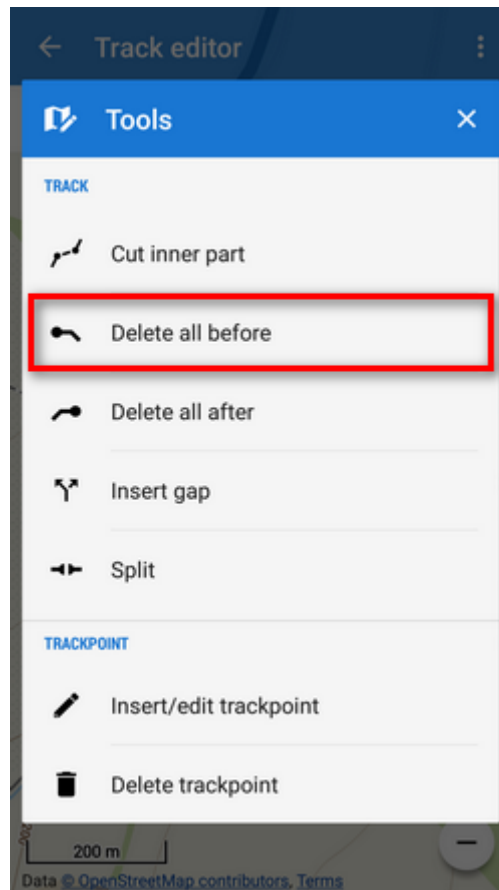 Track editor
Tools
TRACK
Cut inner part
Delete all before
Delete all after
Insert gap
Split
TRACKPOINT
Insert/edit trackpoint
Delete trackpoint
200
200 m
Data © OpenStreetMap contributors, Terms